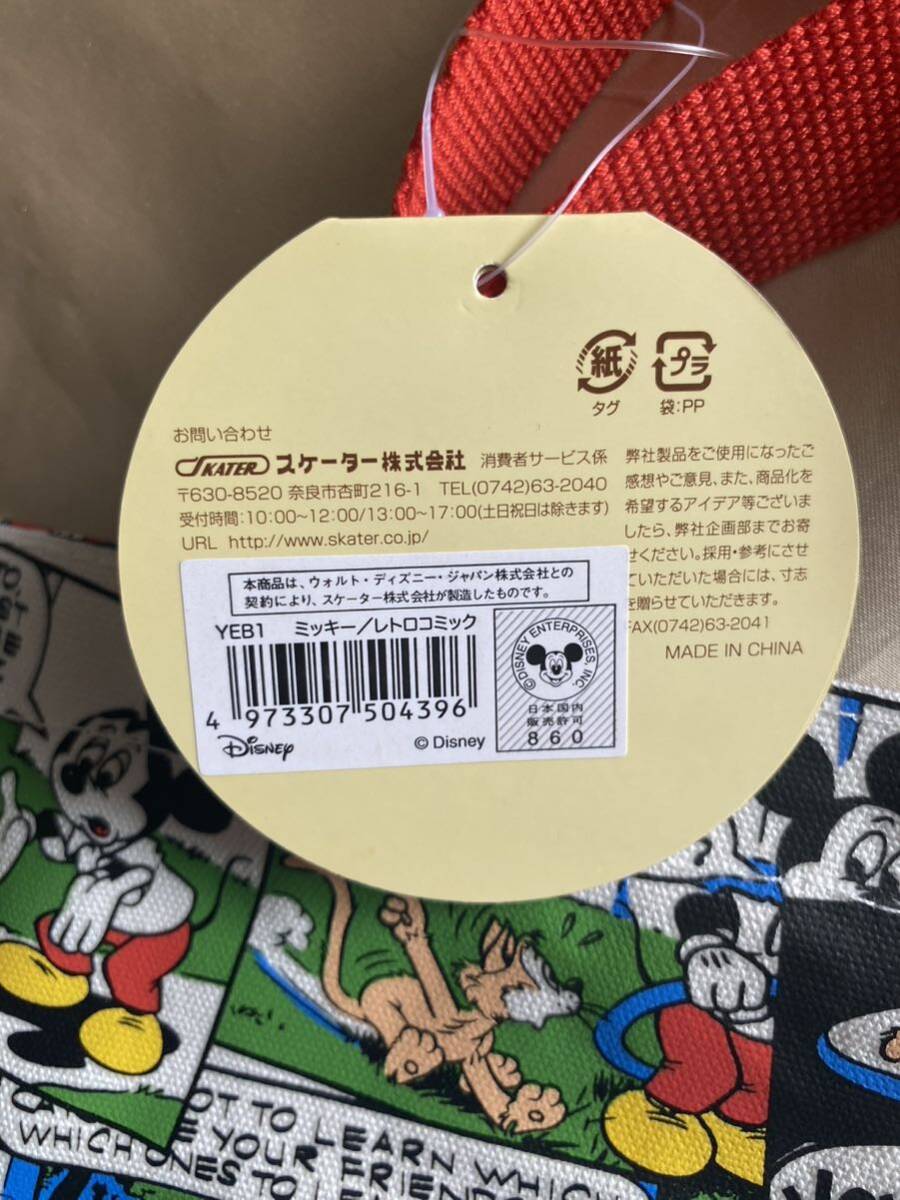 紙
プラ
タグ
袋:PP
お問い合わせ
SKATER スケーター株式会社 消費者サービス係
〒630-8520 奈良市杏町216-1 TEL(0742)63-2040
受付時間:10:00~12:00/13:00~17:00(土日祝日は除きます)
URL http://www.skater.co.jp/
弊社製品をご使用になったご
感想やご意見、また、商品化を
希望するアイデア等ございま
したら、弊社企画部までお寄
せください。採用・参考にさせ
ていただいた場合には、寸志
を贈らせていただきます。
FAX(0742)63-2041
MADE IN CHINA
本商品は、ウォルト・ディズニー・ジャパン株式会社との
契約により、スケーター株式会社が製造したものです。
YEB1 ミッキー/レトロコミック
4 973307 504396
Disney
© Disney
©DISNEY ENTERPRISES, INC.
日本国内
販売許可
860
TO LEARN WHICH
YOUR FRIEND
WHICH ONES TO